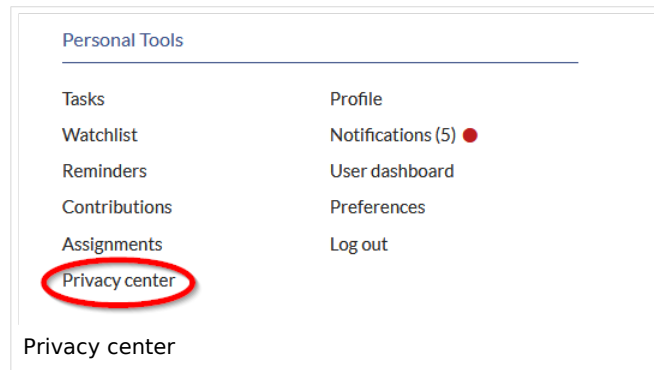 Personal Tools
Tasks
Watchlist
Reminders
Contributions
Assignments
Privacy center
Profile
Notifications (5)
User dashboard
Preferences
Log out
Privacy center